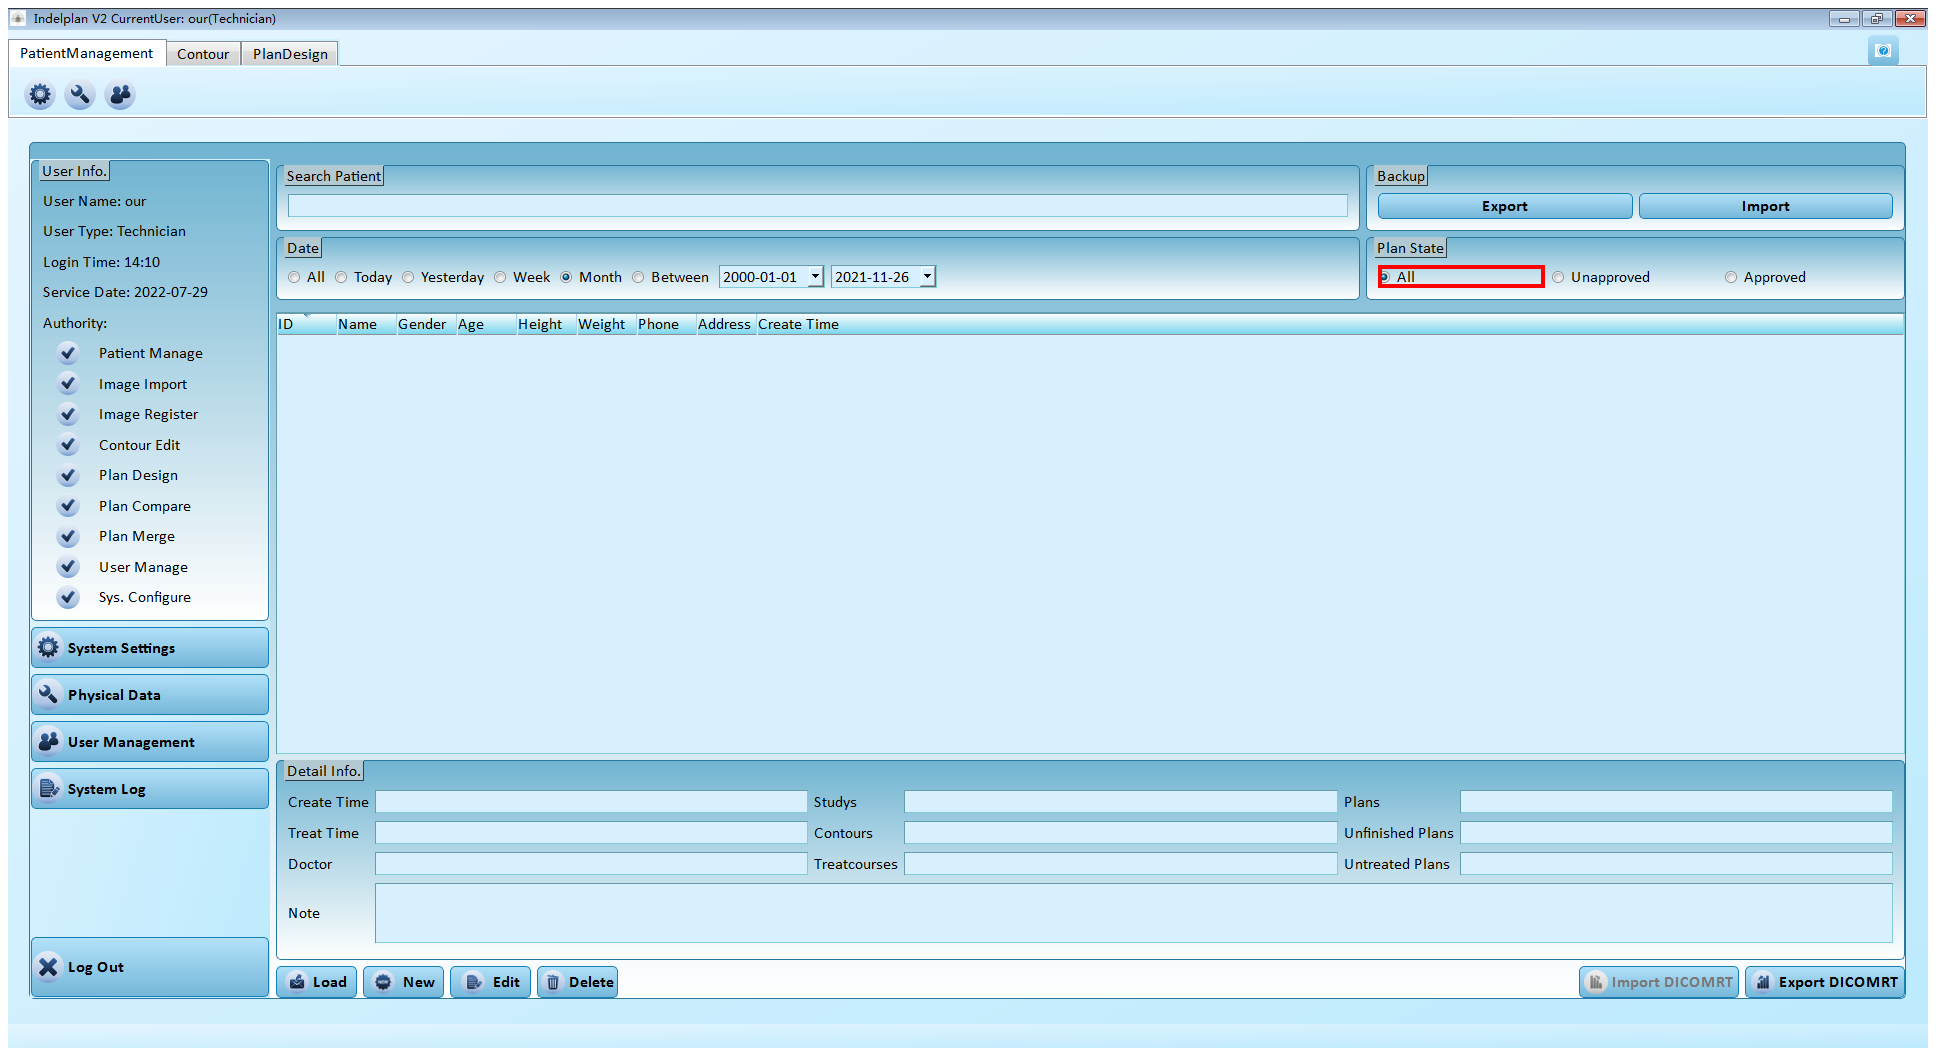 Indelplan V2 CurrentUser: our(Technician)
PatientManagement Contour PlanDesign
User Info.
User Name: our
User Type: Technician
Login Time: 14:10
Service Date: 2022-07-29
Authority:
Patient Manage
Image Import
Image Register
Contour Edit
Plan Design
Plan Compare
Plan Merge
User Manage
Sys. Configure
System Settings
Physical Data
User Management
System Log
Log Out
Search Patient
Backup
Export Import
Date
All Today Yesterday Week Month Between 2000-01-01 2021-11-26
Plan State
All Unapproved Approved
ID Name Gender Age Height Weight Phone Address Create Time
Detail Info.
Create Time Studys Plans
Treat Time Contours Unfinished Plans
Doctor Treatcourses Untreated Plans
Note
Load New Edit Delete Import DICOMRT Export DICOMRT